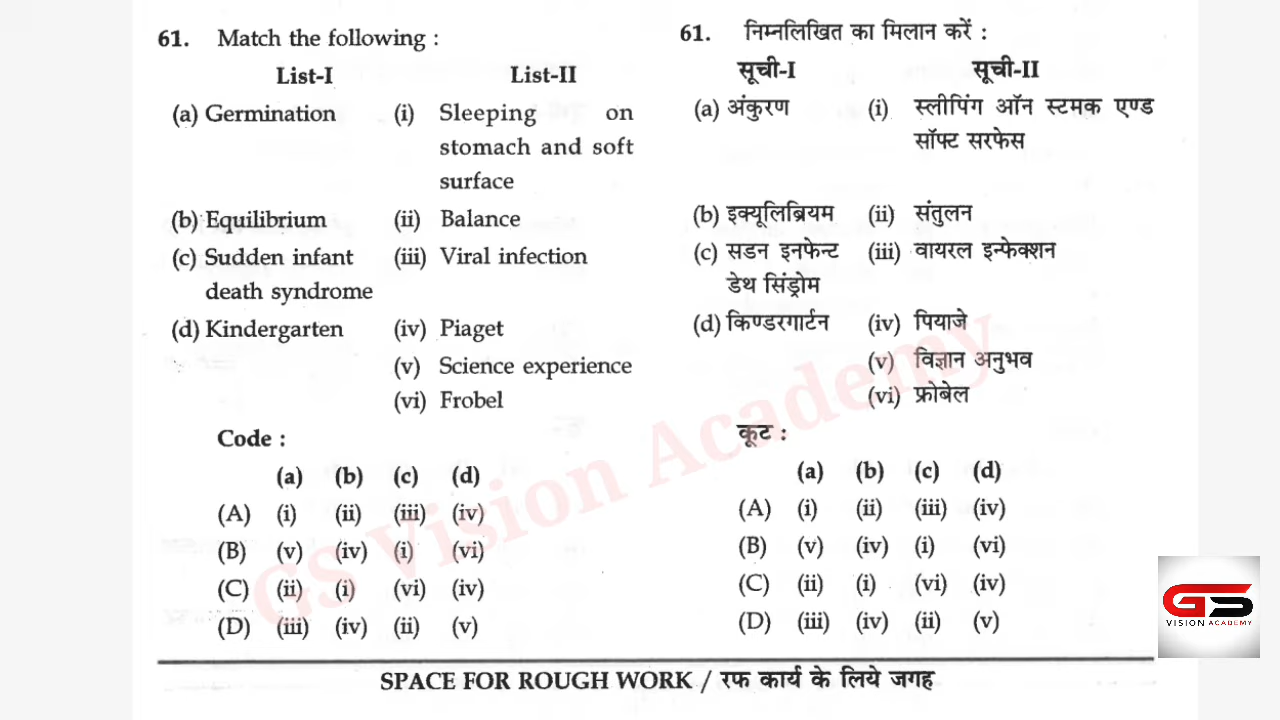 61. Match the following :
List-I List-II
(a) Germination (i) Sleeping on
stomach and soft
surface
(b) Equilibrium (ii) Balance
(c) Sudden infant (iii) Viral infection
death syndrome
(d) Kindergarten (iv) Piaget
(v) Science experience
(vi) Frobel
Code :
(a) (b) (c) (d)
(A) (i) (ii) (iii) (iv)
(B) (v) (iv) (i) (vi)
(C) (ii) (i) (vi) (iv)
(D) (iii) (iv) (ii) (v)
61. निम्नलिखित का मिलान करें :
सूची-I सूची-II
(a) अंकुरण (i) स्लीपिंग ऑन स्टमक एण्ड
सॉफ्ट सरफेस
(b) इक्यूलिब्रियम (ii) संतुलन
(c) सडन इनफेन्ट (iii) वायरल इन्फेक्शन
डेथ सिंड्रोम
(d) किण्डरगार्टन (iv) पियाजे
(v) विज्ञान अनुभव
(vi) फ्रोबेल
कूट :
(a) (b) (c) (d)
(A) (i) (ii) (iii) (iv)
(B) (v) (iv) (i) (vi)
(C) (ii) (i) (vi) (iv)
(D) (iii) (iv) (ii) (v)
SPACE FOR ROUGH WORK / रफ कार्य के लिये जगह
GS Vision Academy
GS
VISION ACADEMY